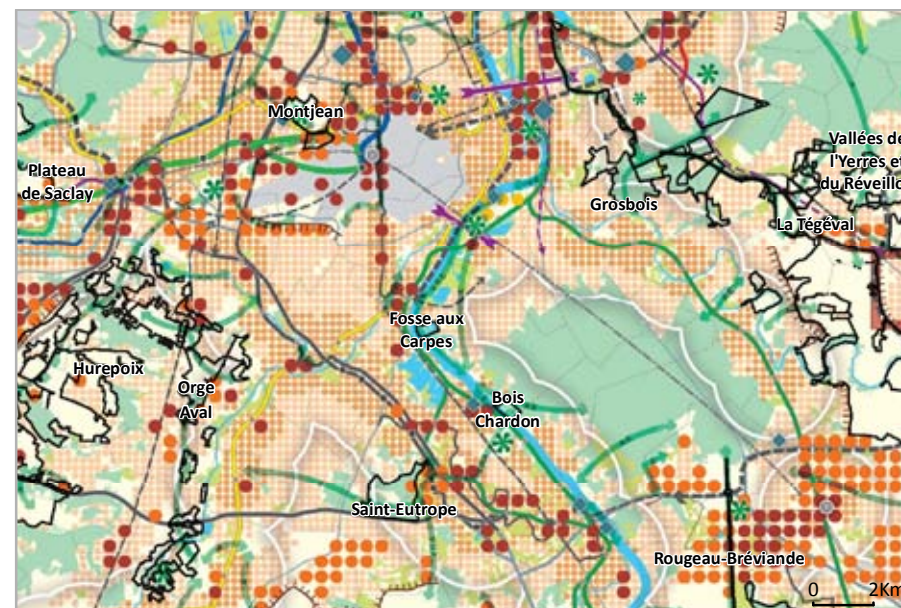 Montjean
Vallées de
l'Yerres et
du Réveillo
Plateau
de Saclay
Grosbois
La Tégéval
Fosse aux
Carpes
Hurepoix
Orge
Aval
Bois
Chardon
Saint-Eutrope
Rougeau-Bréviande
0 2Km